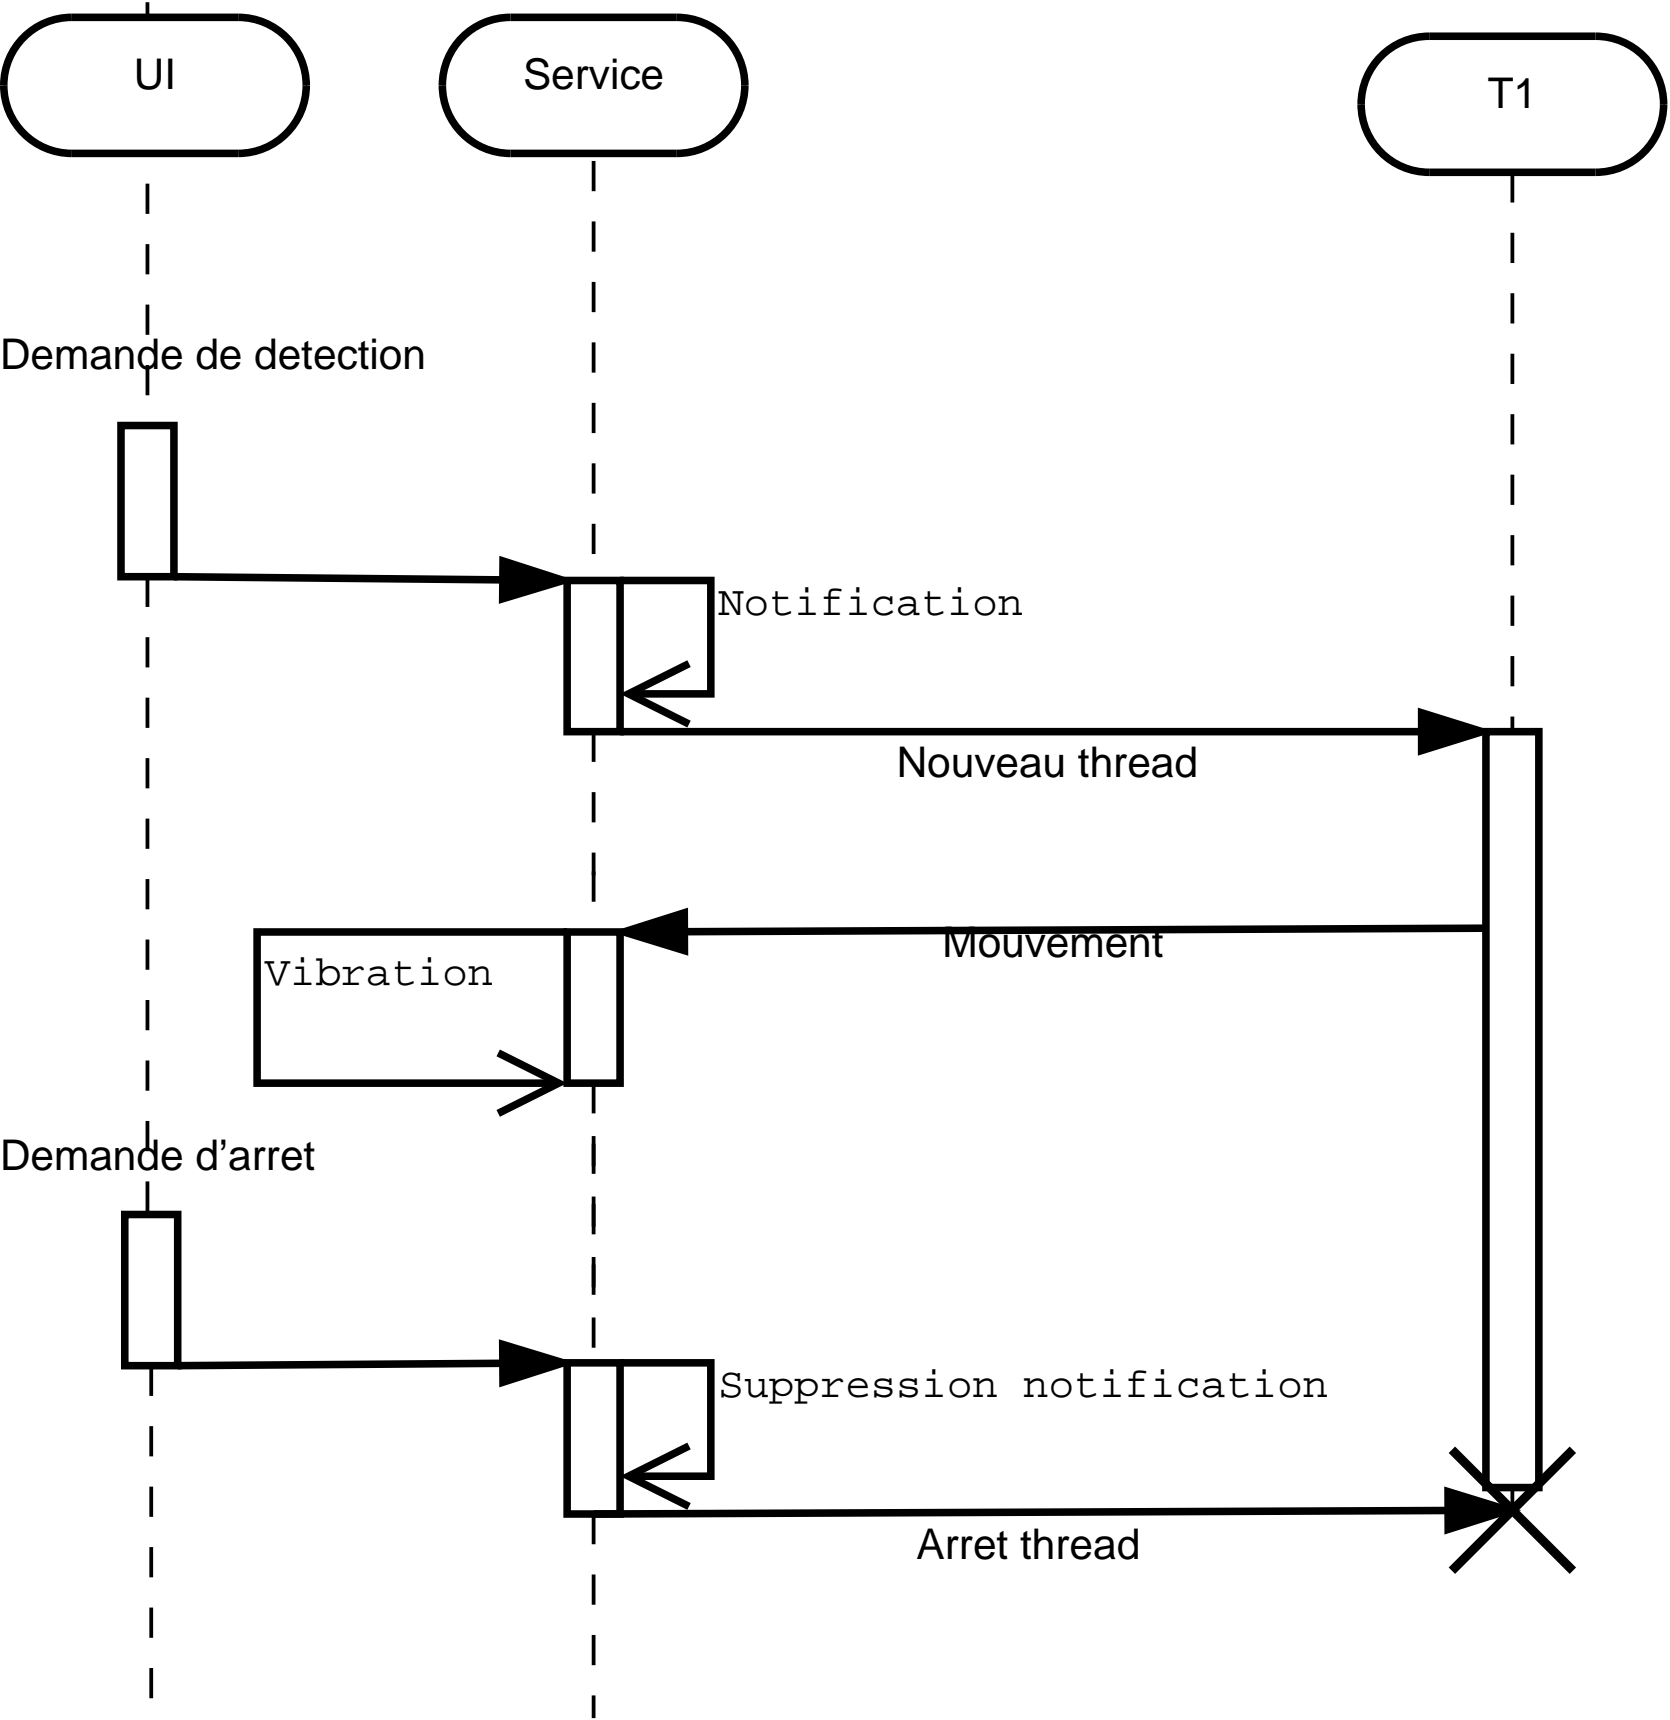 UI
Service
T1
Demande de detection
Notification
Nouveau thread
Mouvement
Vibration
Demande d’arret
Suppression notification
Arret thread